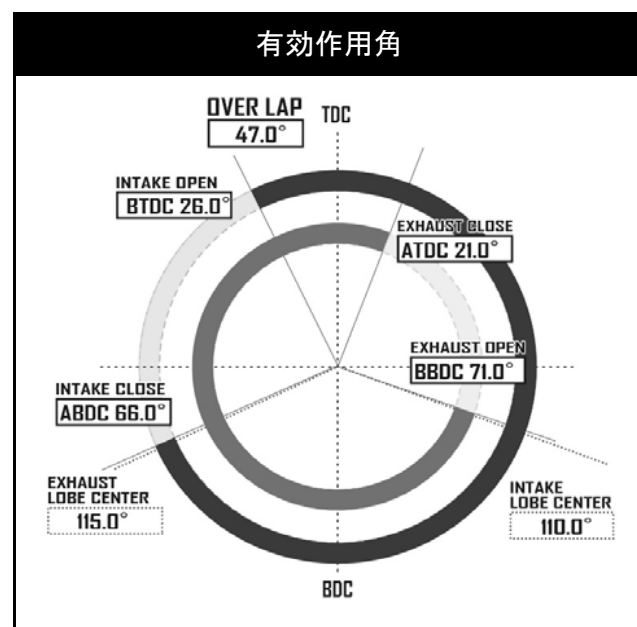 有効作用角
OVER LAP
47.0°
TDC
INTAKE OPEN
BTDC 26.0°
EXHAUST CLOSE
ATDC 21.0°
EXHAUST OPEN
BBDC 71.0°
INTAKE CLOSE
ABDC 66.0°
EXHAUST
LOBE CENTER
115.0°
INTAKE
LOBE CENTER
110.0°
BDC